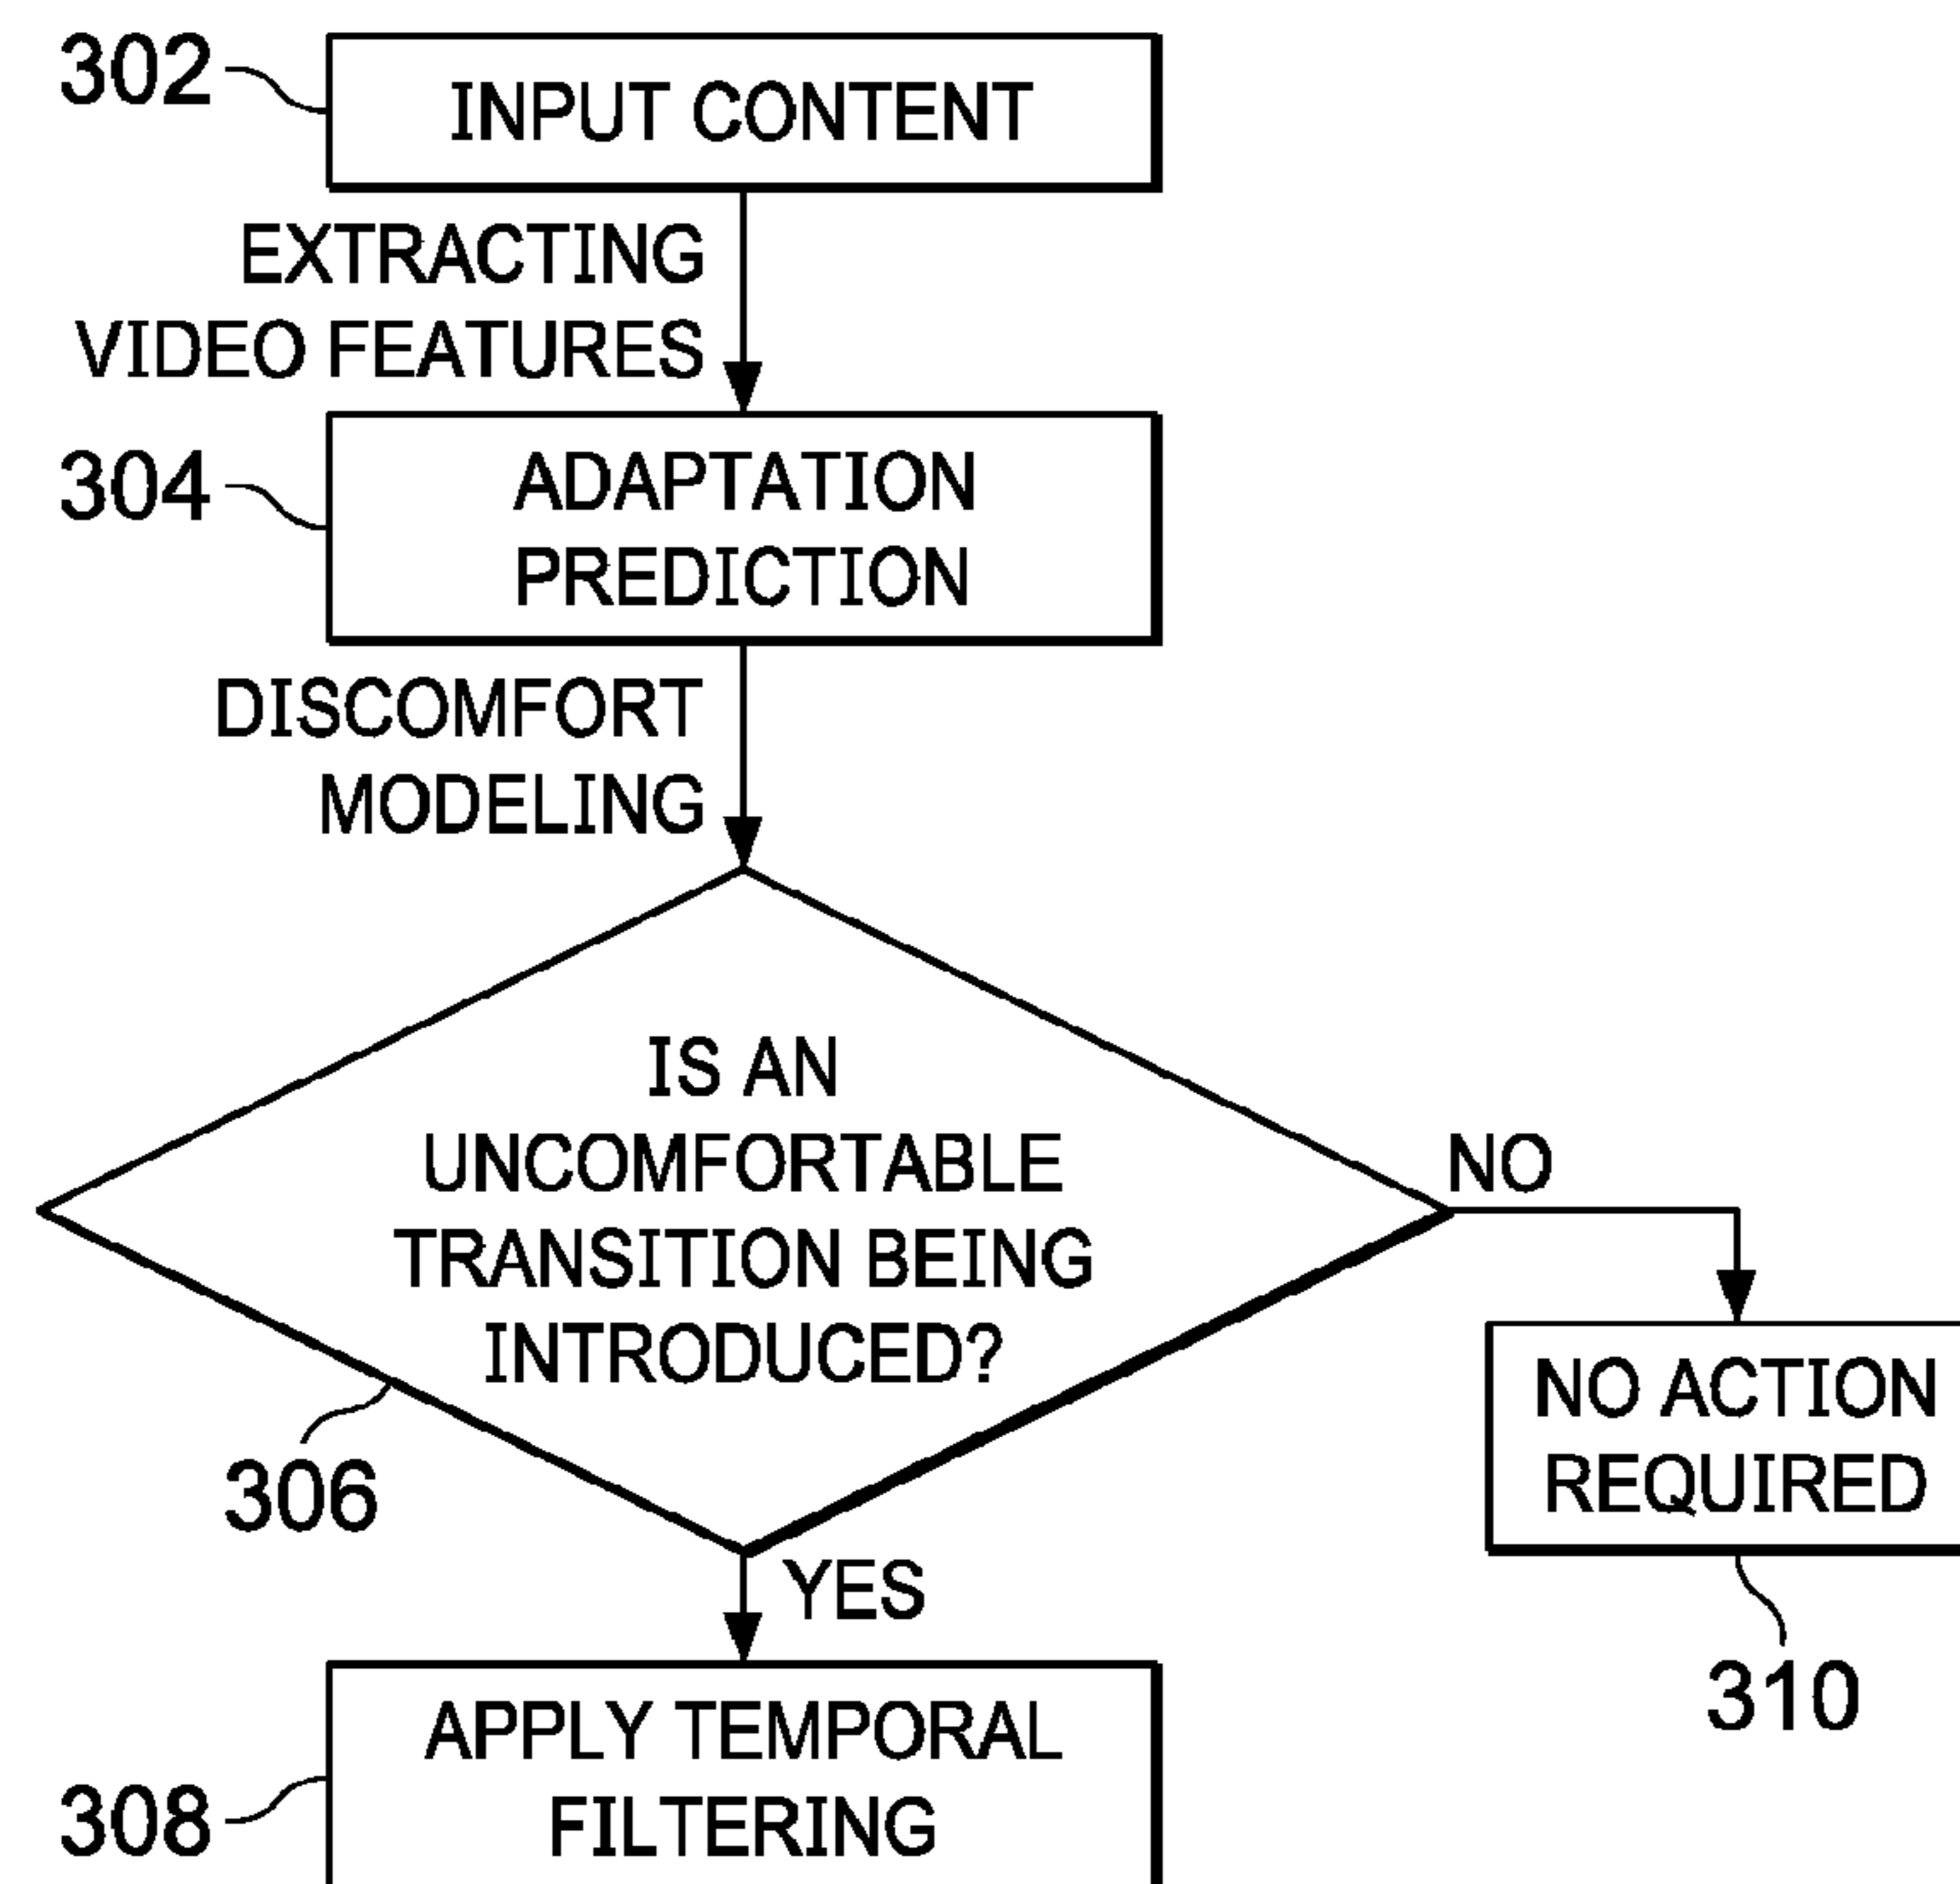 302
INPUT CONTENT
EXTRACTING
VIDEO FEATURES
304
ADAPTATION
PREDICTION
DISCOMFORT
MODELING
IS AN
UNCOMFORTABLE
TRANSITION BEING
INTRODUCED?
NO
306
NO ACTION
REQUIRED
310
YES
308
APPLY TEMPORAL
FILTERING